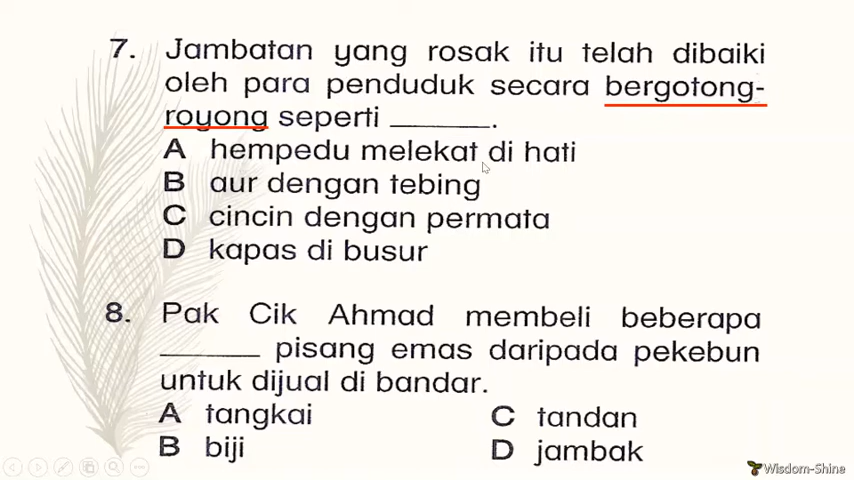 7. Jambatan yang rosak itu telah dibaiki
oleh para penduduk secara bergotong-
royong seperti ______.
A hempedu melekat di hati
B aur dengan tebing
C cincin dengan permata
D kapas di busur
8. Pak Cik Ahmad membeli beberapa
______ pisang emas daripada pekebun
untuk dijual di bandar.
A tangkai C tandan
B biji D jambak
Wisdom-Shine